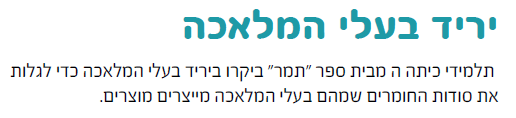 יריד בעלי המלאכה
תלמידי כיתה ה מבית ספר "תמר" ביקרו ביריד בעלי המלאכה כדי לגלות
את סודות החומרים שמהם בעלי המלאכה מייצרים מוצרים.